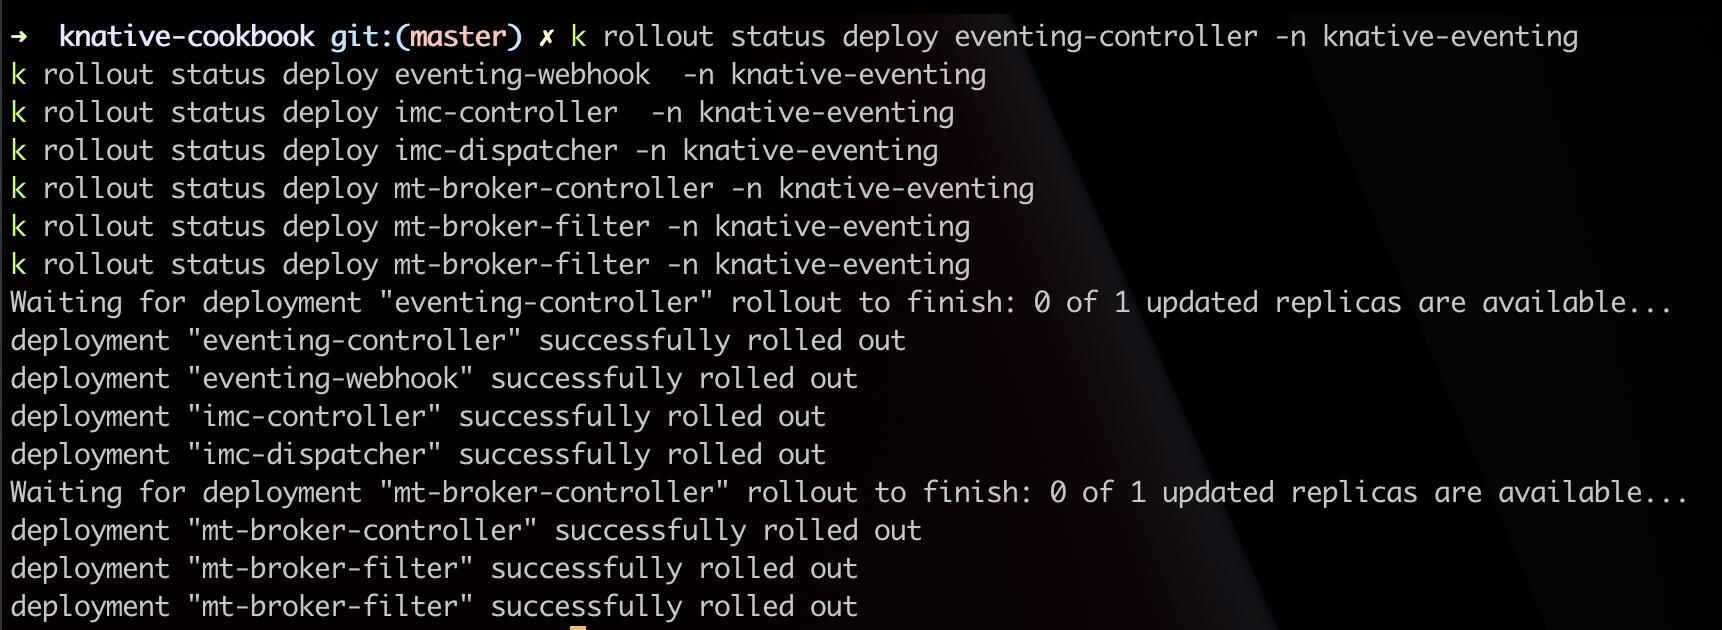 ➜  knative-cookbook git:(master) ✗ k rollout status deploy eventing-controller -n knative-eventing
k rollout status deploy eventing-webhook  -n knative-eventing
k rollout status deploy imc-controller  -n knative-eventing
k rollout status deploy imc-dispatcher -n knative-eventing
k rollout status deploy mt-broker-controller -n knative-eventing
k rollout status deploy mt-broker-filter -n knative-eventing
k rollout status deploy mt-broker-filter -n knative-eventing
Waiting for deployment "eventing-controller" rollout to finish: 0 of 1 updated replicas are available...
deployment "eventing-controller" successfully rolled out
deployment "eventing-webhook" successfully rolled out
deployment "imc-controller" successfully rolled out
deployment "imc-dispatcher" successfully rolled out
Waiting for deployment "mt-broker-controller" rollout to finish: 0 of 1 updated replicas are available...
deployment "mt-broker-controller" successfully rolled out
deployment "mt-broker-filter" successfully rolled out
deployment "mt-broker-filter" successfully rolled out